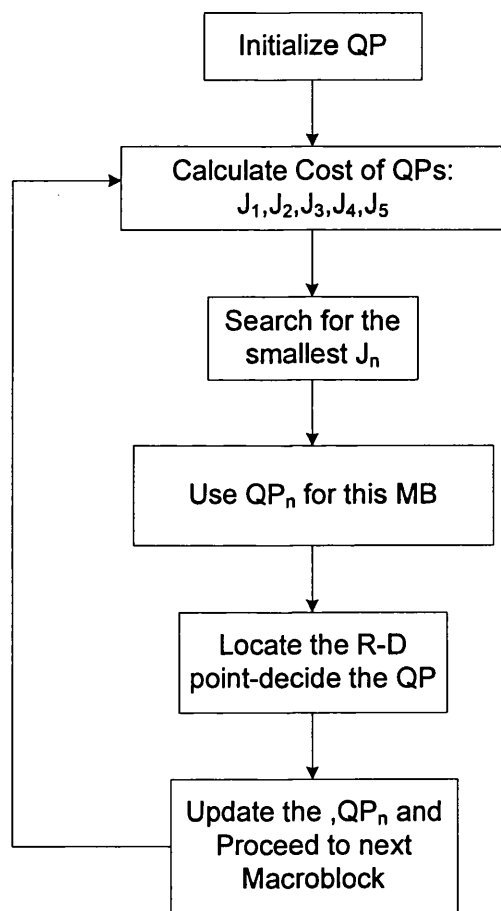 Initialize QP
Calculate Cost of QPs:
J₁,J₂,J₃,J₄,J₅
Search for the
smallest Jₙ
Use QPₙ for this MB
Locate the R-D
point-decide the QP
Update the ,QPₙ and
Proceed to next
Macroblock